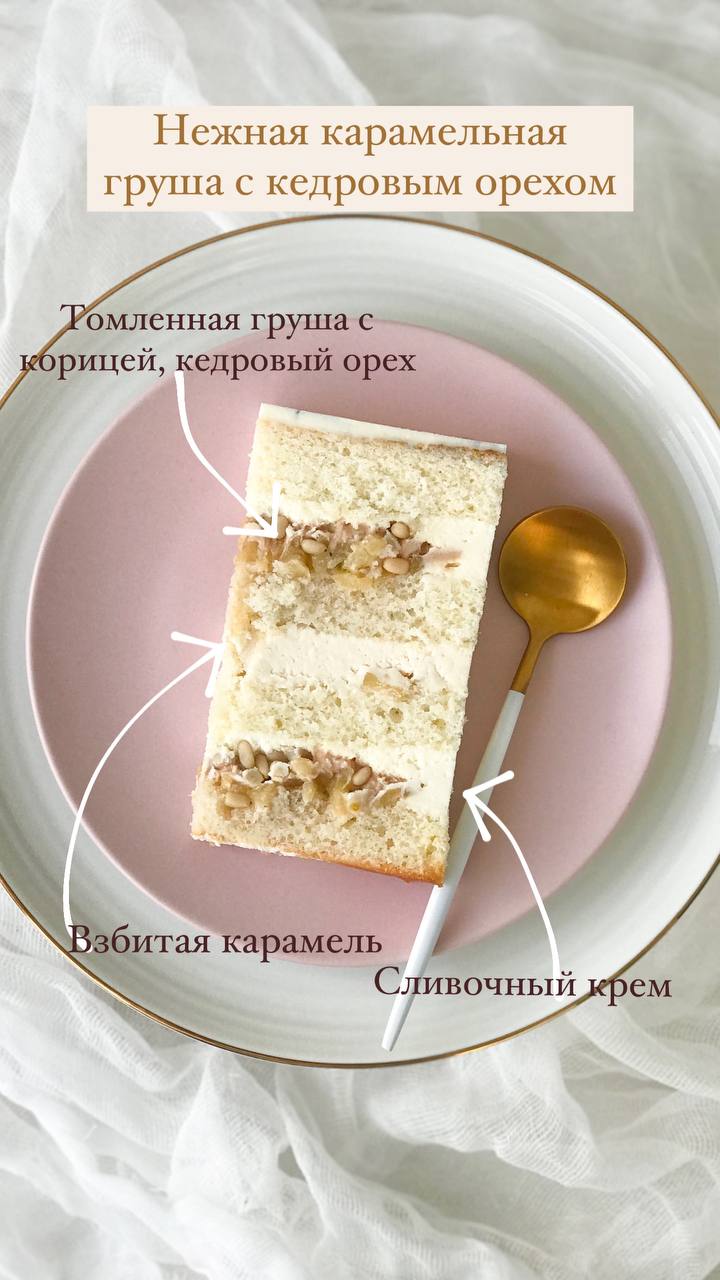 Нежная карамельная
груша с кедровым орехом
Томленная груша с
корицей, кедровый орех
Взбитая карамель
Сливочный крем